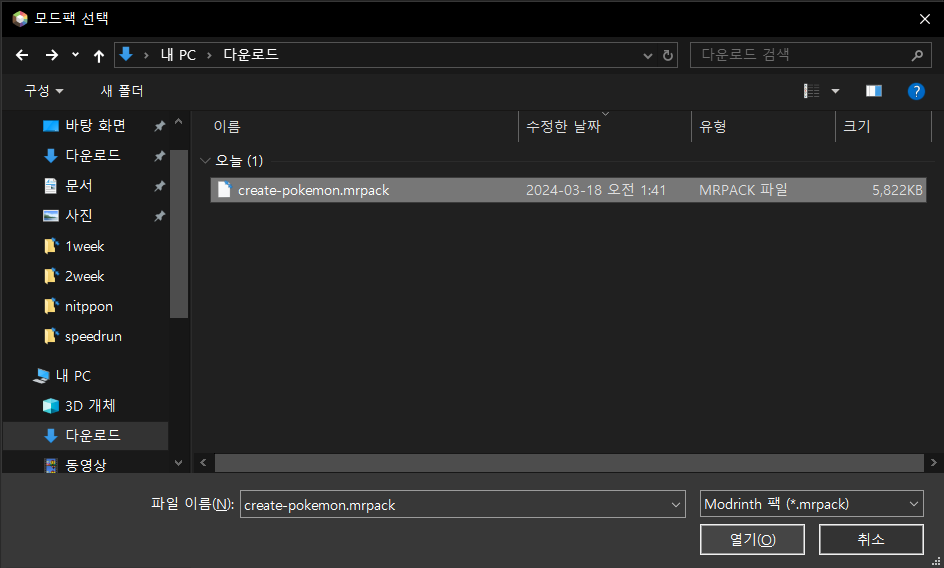 모드팩 선택
내 PC 다운로드
다운로드 검색
구성 새 폴더
바탕 화면
다운로드
문서
사진
1week
2week
nitppon
speedrun
내 PC
3D 개체
다운로드
동영상
이름 수정한 날짜 유형 크기
오늘 (1)
create-pokemon.mrpack 2024-03-18 오전 1:41 MRPACK 파일 5,822KB
파일 이름(N): create-pokemon.mrpack Modrinth 팩 (*.mrpack)
열기(O) 취소